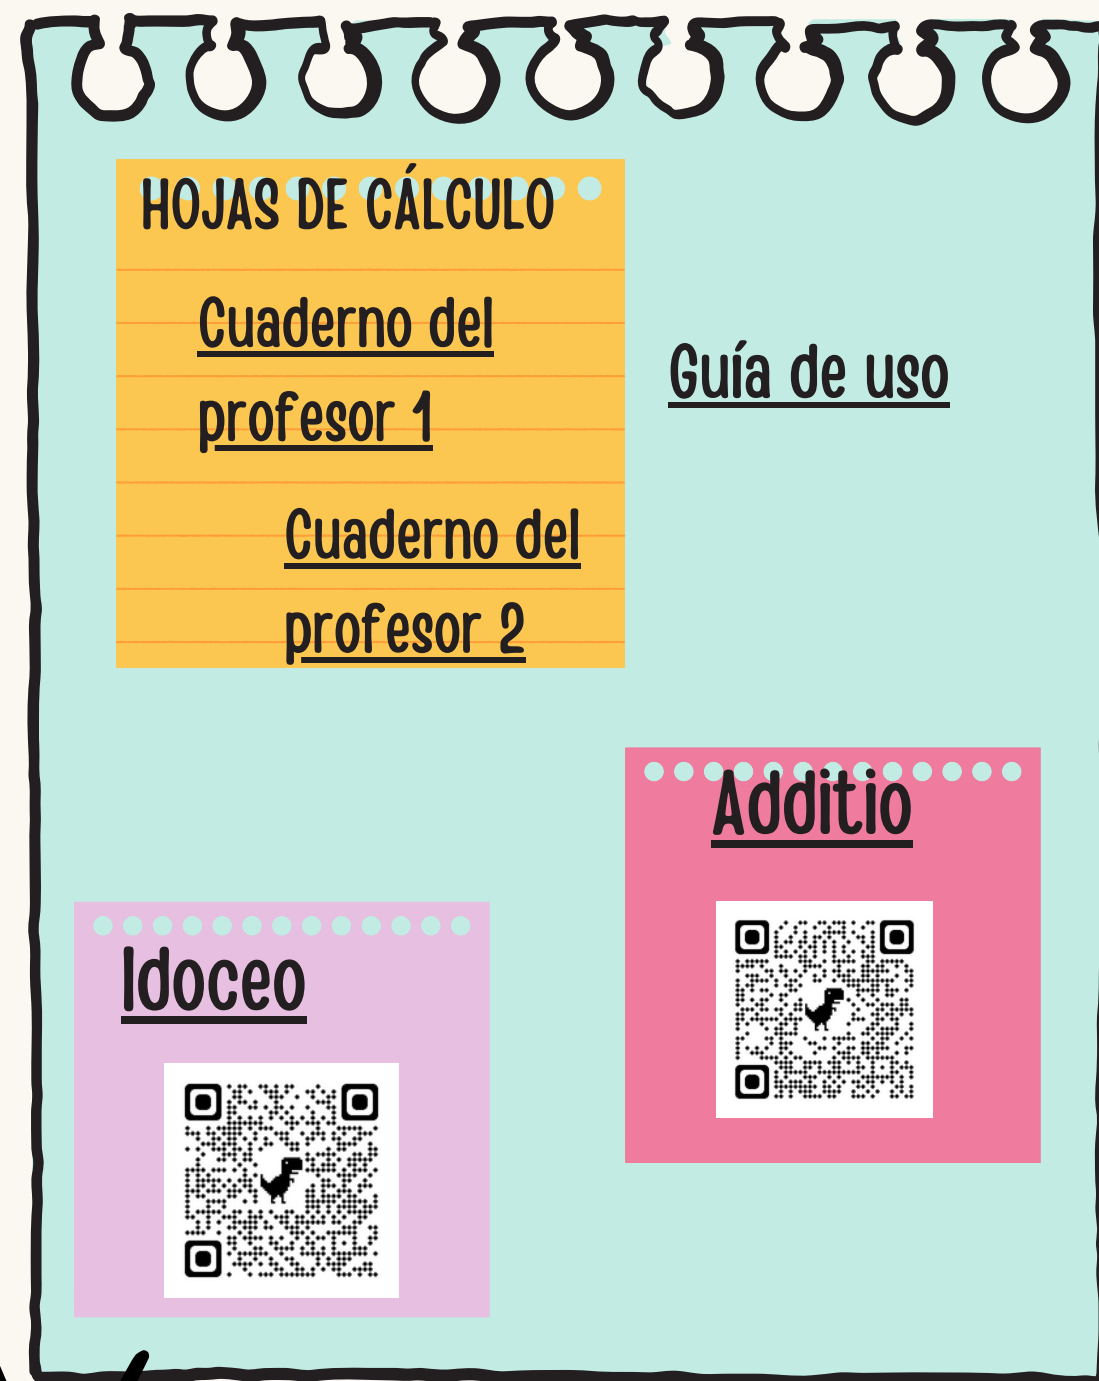 HOJAS DE CÁLCULO
Cuaderno del
profesor 1
Cuaderno del
profesor 2
Guía de uso
Additio
Idoceo